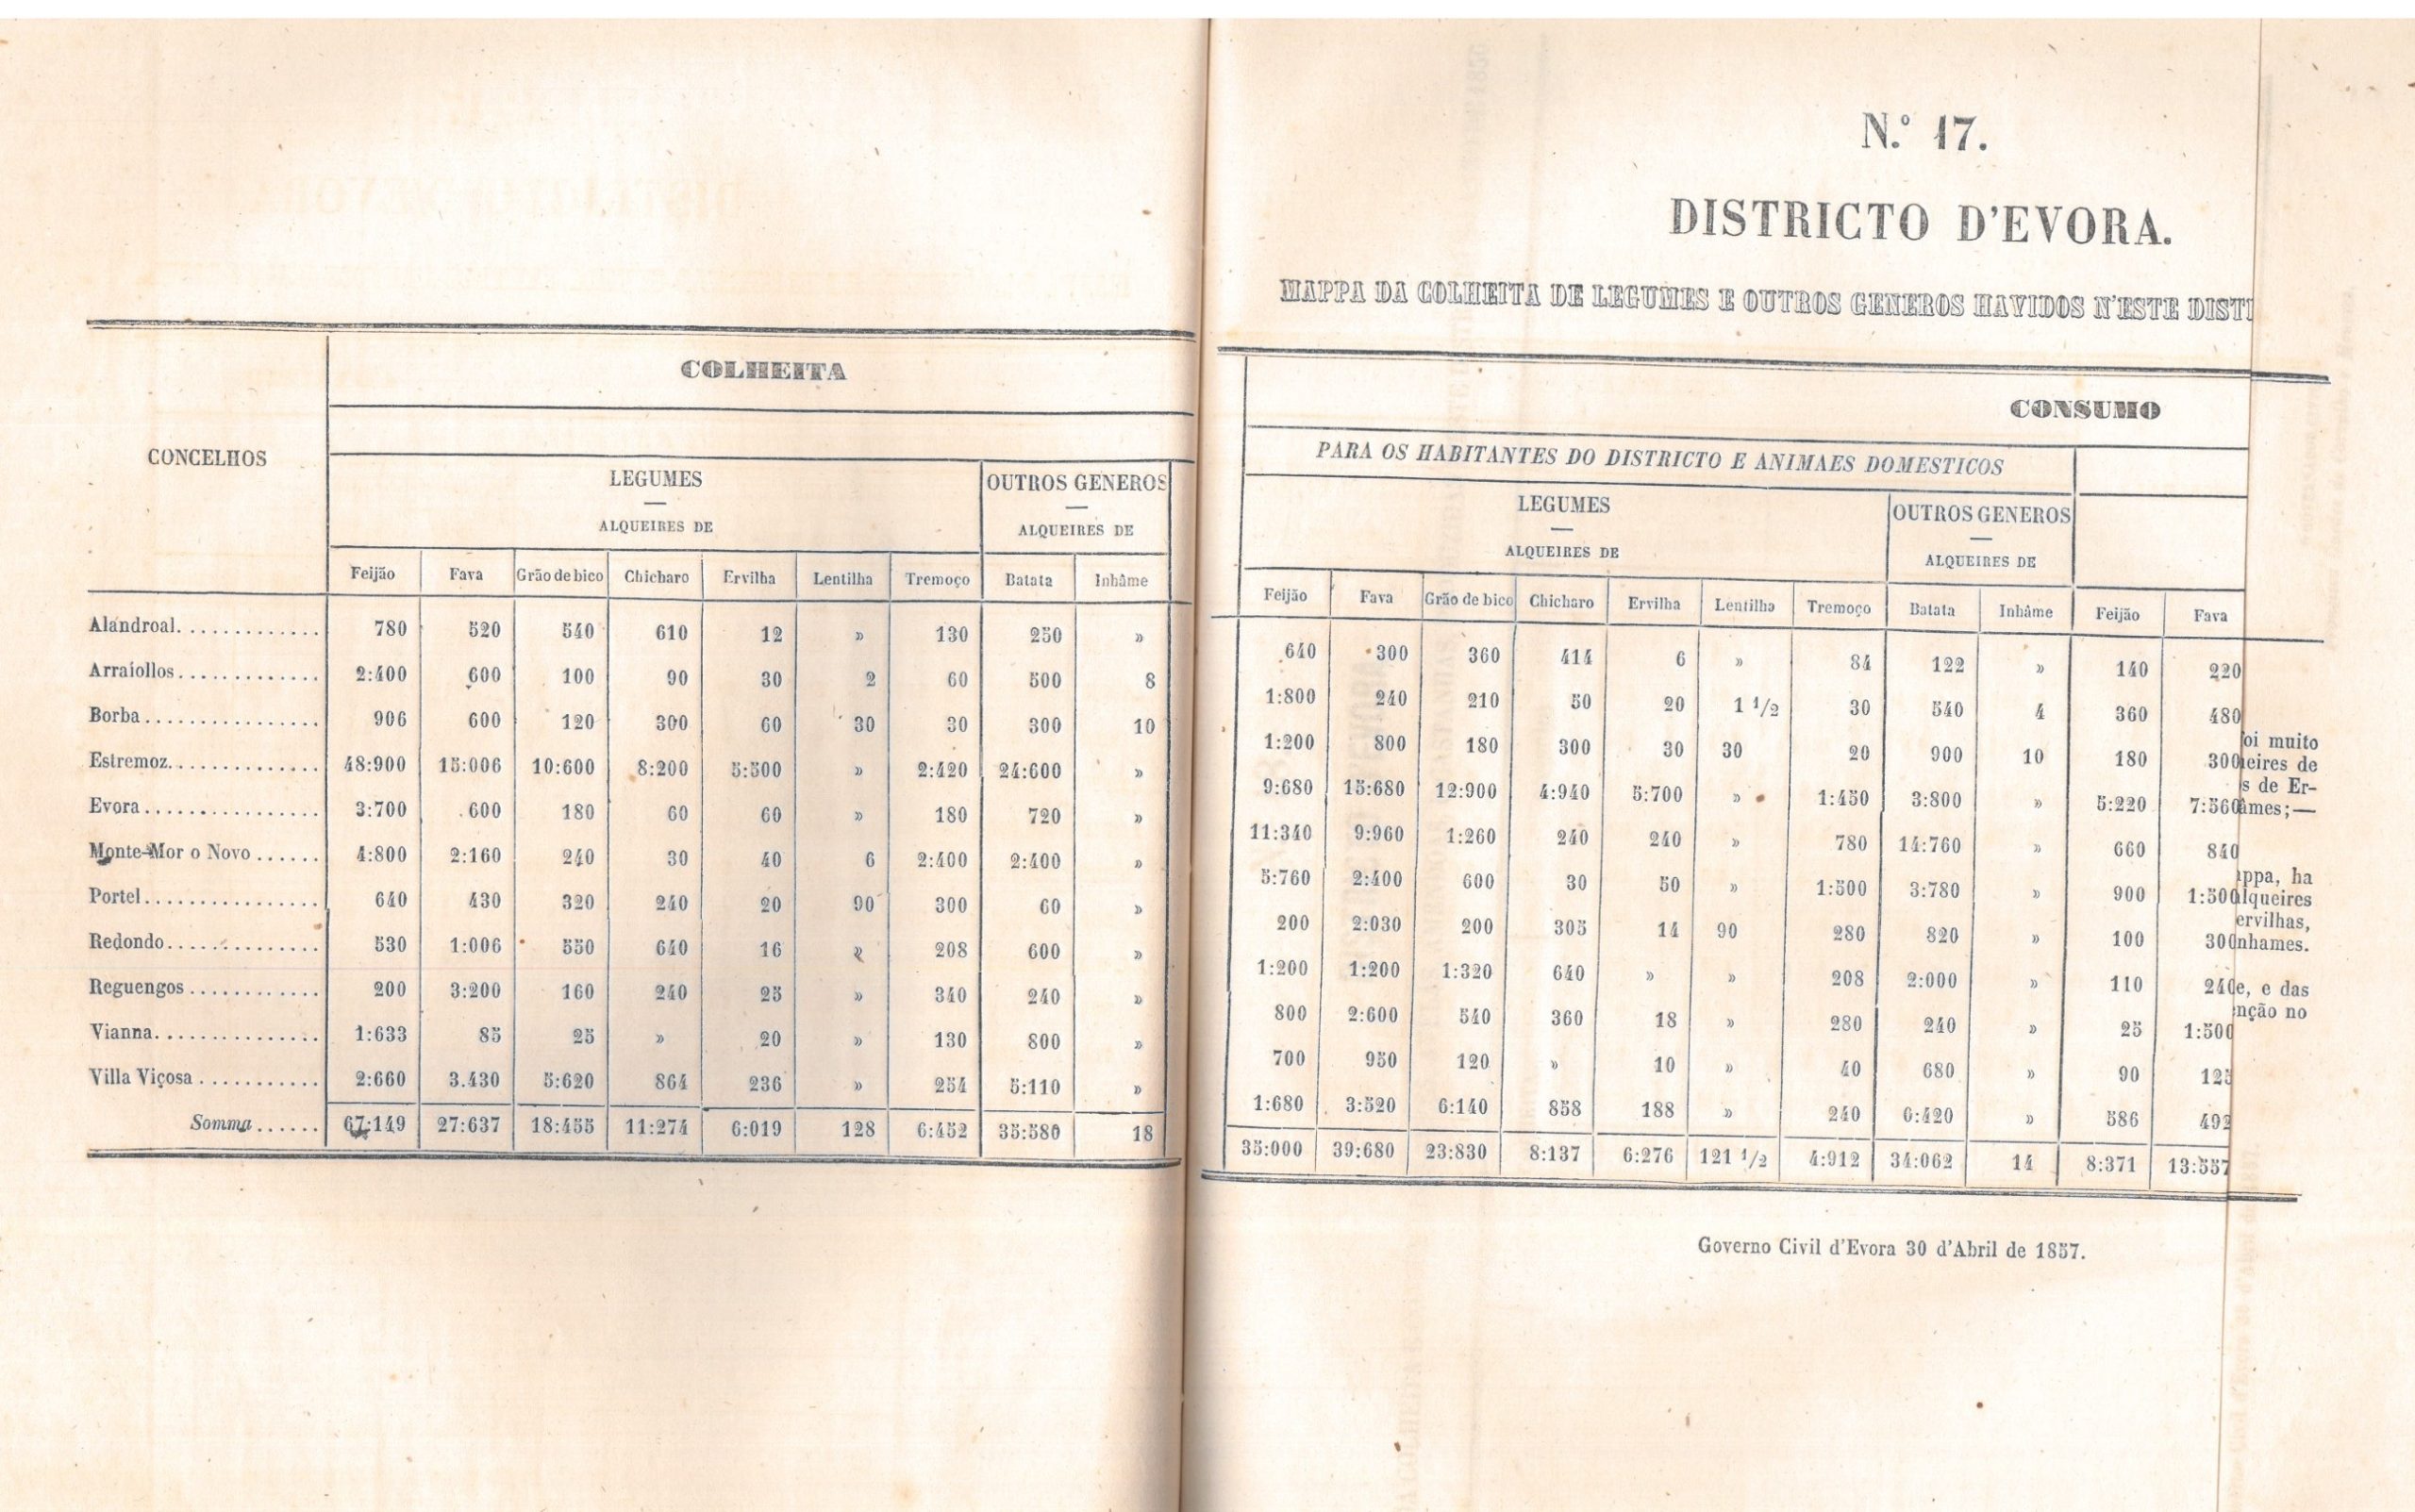 N.º 17.
DISTRICTO D'EVORA.
MAPPA DA COLHEITA DE LEGUMES E OUTROS GENEROS HAVIDOS N'ESTE DISTI
COLHEITA
CONCELHOS
LEGUMES
OUTROS GENEROS
ALQUEIRES DE
ALQUEIRES DE
Feijão Fava Grão de bico Chicharo Ervilha Lentilha Tremoço Batata Inhâme
Alandroal............. 780 520 540 610 12 » 130 250 »
Arraiollos............. 2:400 600 100 90 30 2 60 500 8
Borba................ 906 600 120 300 60 30 30 300 10
Estremoz.............. 48:900 15:006 10:600 8:200 5:500 » 2:420 24:600 »
Evora................ 3:700 600 180 60 60 » 180 720 »
Monte-Mor o Novo...... 4:800 2:160 240 30 40 6 2:400 2:400 »
Portel................ 640 430 320 240 20 90 300 60 »
Redondo.............. 530 1:006 550 640 16 208 600 »
Reguengos............ 200 3:200 160 240 25 » 340 240 »
Vianna............... 1:633 85 25 » 20 » 130 800 »
Villa Viçosa........... 2:660 3.430 5:620 864 236 » 254 5:110 »
Somma...... 67:149 27:637 18:455 11:274 6:019 128 6:452 35:580 18
CONSUMO
PARA OS HABITANTES DO DISTRICTO E ANIMAES DOMESTICOS
LEGUMES
OUTROS GENEROS
ALQUEIRES DE
ALQUEIRES DE
Feijão Fava Grão de bico Chicharo Ervilha Lentilha Tremoço Batata Inhâme Feijão Fava
640 300 360 414 6 » 84 122 » 140 220
1:800 240 210 50 20 1 1/2 30 540 4 360 480
1:200 800 180 300 30 30 20 900 10 180 300
9:680 15:680 12:900 4:940 5:700 » 1:450 3:800 » 5:220 7:560
11:340 9:960 1:260 240 240 » 780 14:760 » 660 840
5:760 2:400 600 30 50 » 1:500 3:780 » 900 1:500
200 2:030 200 305 14 90 280 820 » 100 300
1:200 1:200 1:320 640 » » 208 2:000 » 110 240
800 2:600 540 360 18 » 280 240 » 25 1:500
700 950 120 » 10 » 40 680 » 90 125
1:680 3:520 6:140 858 188 » 240 6:420 » 586 492
35:000 39:680 23:830 8:137 6:276 121 1/2 4:912 34:062 14 8:371 13:557
oi muito
ieires de
s de Er-
ames;—
ppa, ha
alqueires
ervilhas,
nhames.
e, e das
nção no
Governo Civil d'Evora 30 d'Abril de 1857.